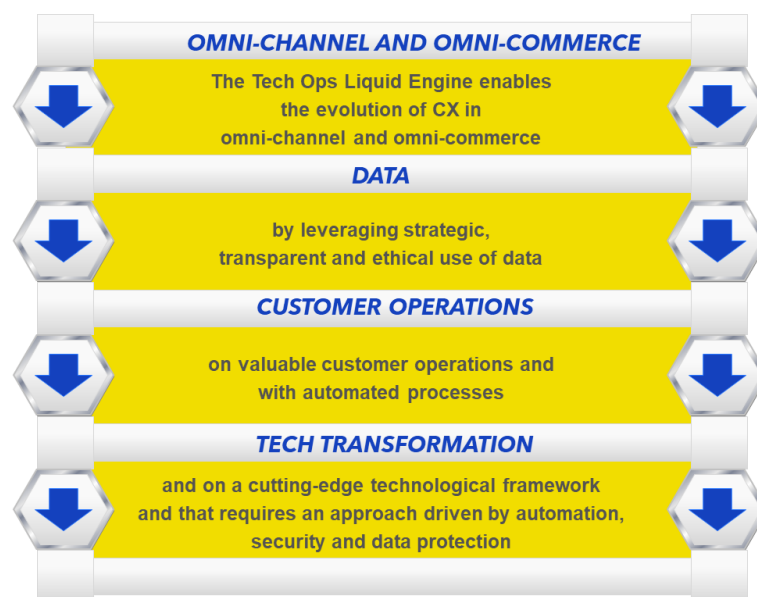 OMNI-CHANNEL AND OMNI-COMMERCE
The Tech Ops Liquid Engine enables
the evolution of CX in
omni-channel and omni-commerce
DATA
by leveraging strategic,
transparent and ethical use of data
CUSTOMER OPERATIONS
on valuable customer operations and
with automated processes
TECH TRANSFORMATION
and on a cutting-edge technological framework
and that requires an approach driven by automation,
security and data protection